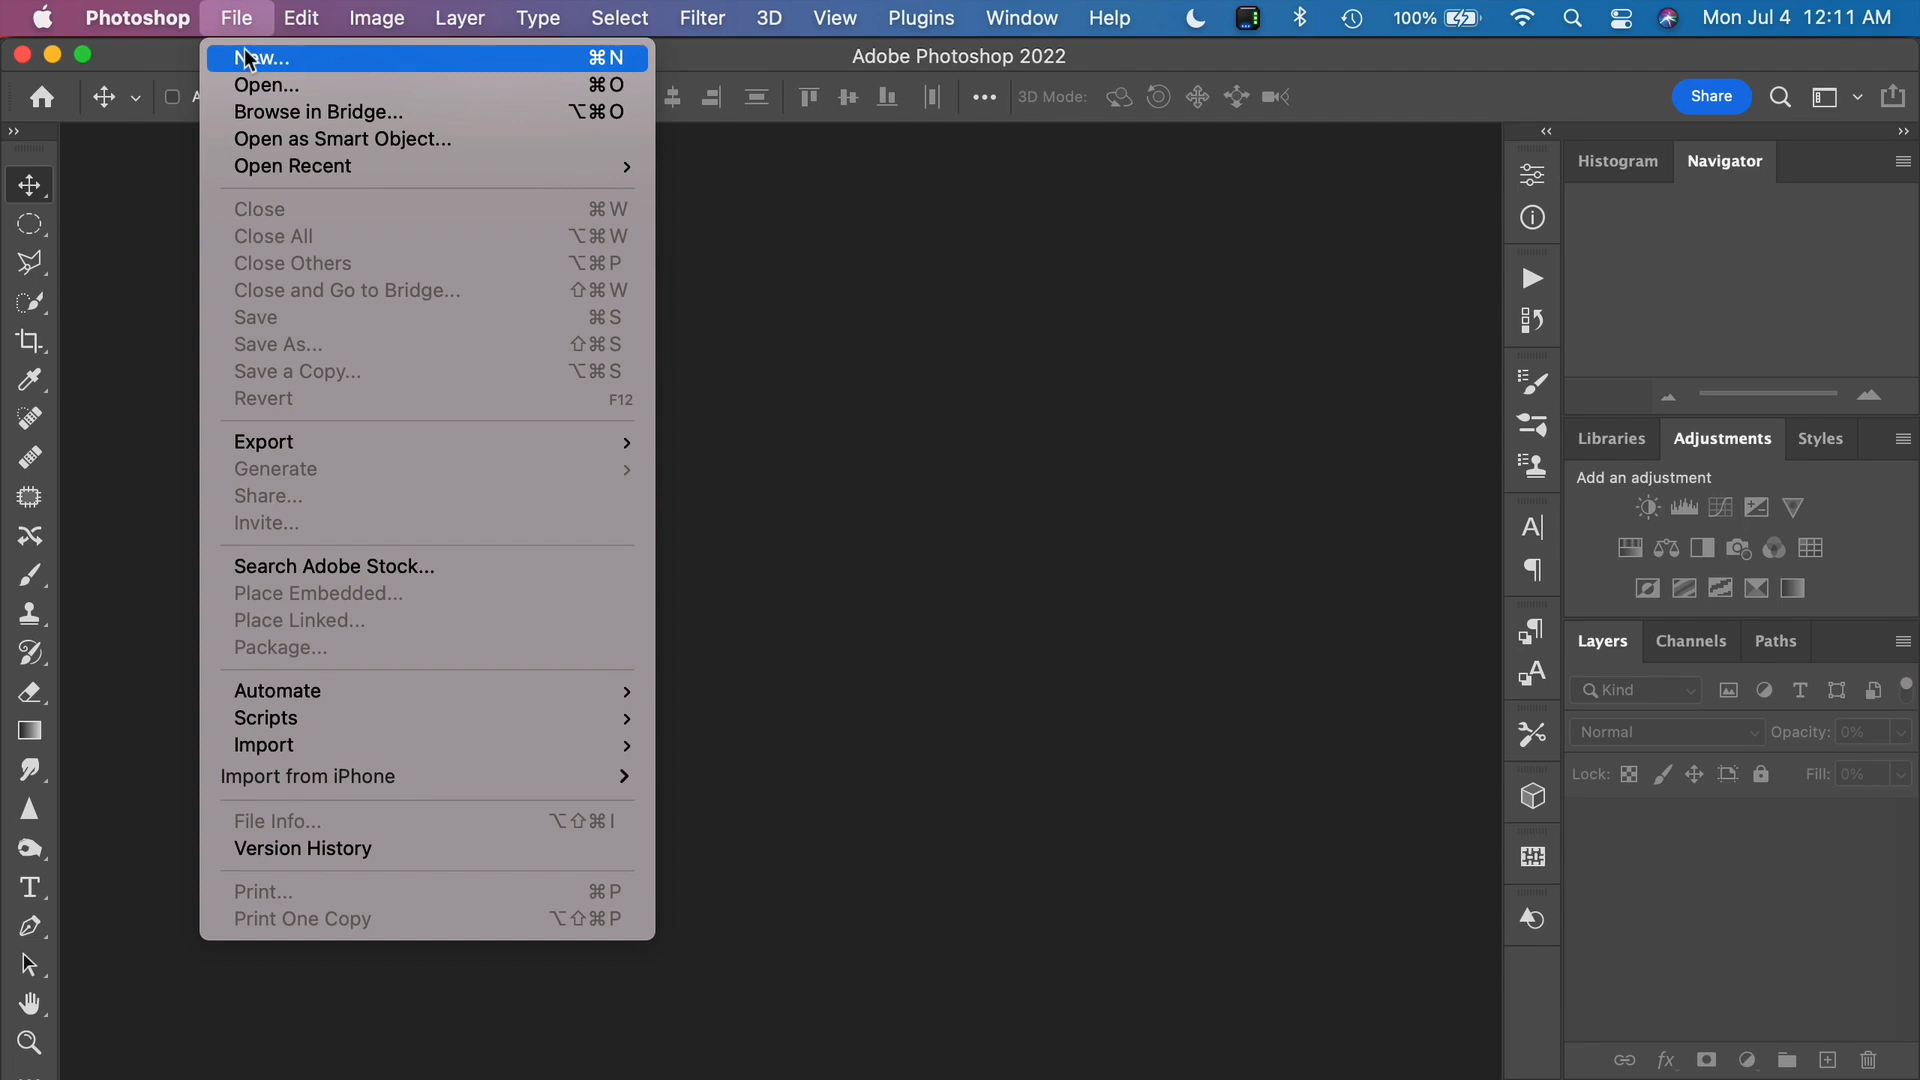 Photoshop File Edit Image Layer Type Select Filter 3D View Plugins Window Help 100% Mon Jul 4 12:11 AM
Adobe Photoshop 2022
New... ⌘N
Open... ⌘O
Browse in Bridge... ⌥⌘O
Open as Smart Object...
Open Recent
Close ⌘W
Close All ⌥⌘W
Close Others ⌥⌘P
Close and Go to Bridge... ⇧⌘W
Save ⌘S
Save As... ⇧⌘S
Save a Copy... ⌥⌘S
Revert F12
Export
Generate
Share...
Invite...
Search Adobe Stock...
Place Embedded...
Place Linked...
Package...
Automate
Scripts
Import
Import from iPhone
File Info... ⌥⇧⌘I
Version History
Print... ⌘P
Print One Copy ⌥⇧⌘P
3D Mode:
Share
Histogram Navigator
Libraries Adjustments Styles
Add an adjustment
Layers Channels Paths
Kind
Normal Opacity: 0%
Lock: Fill: 0%